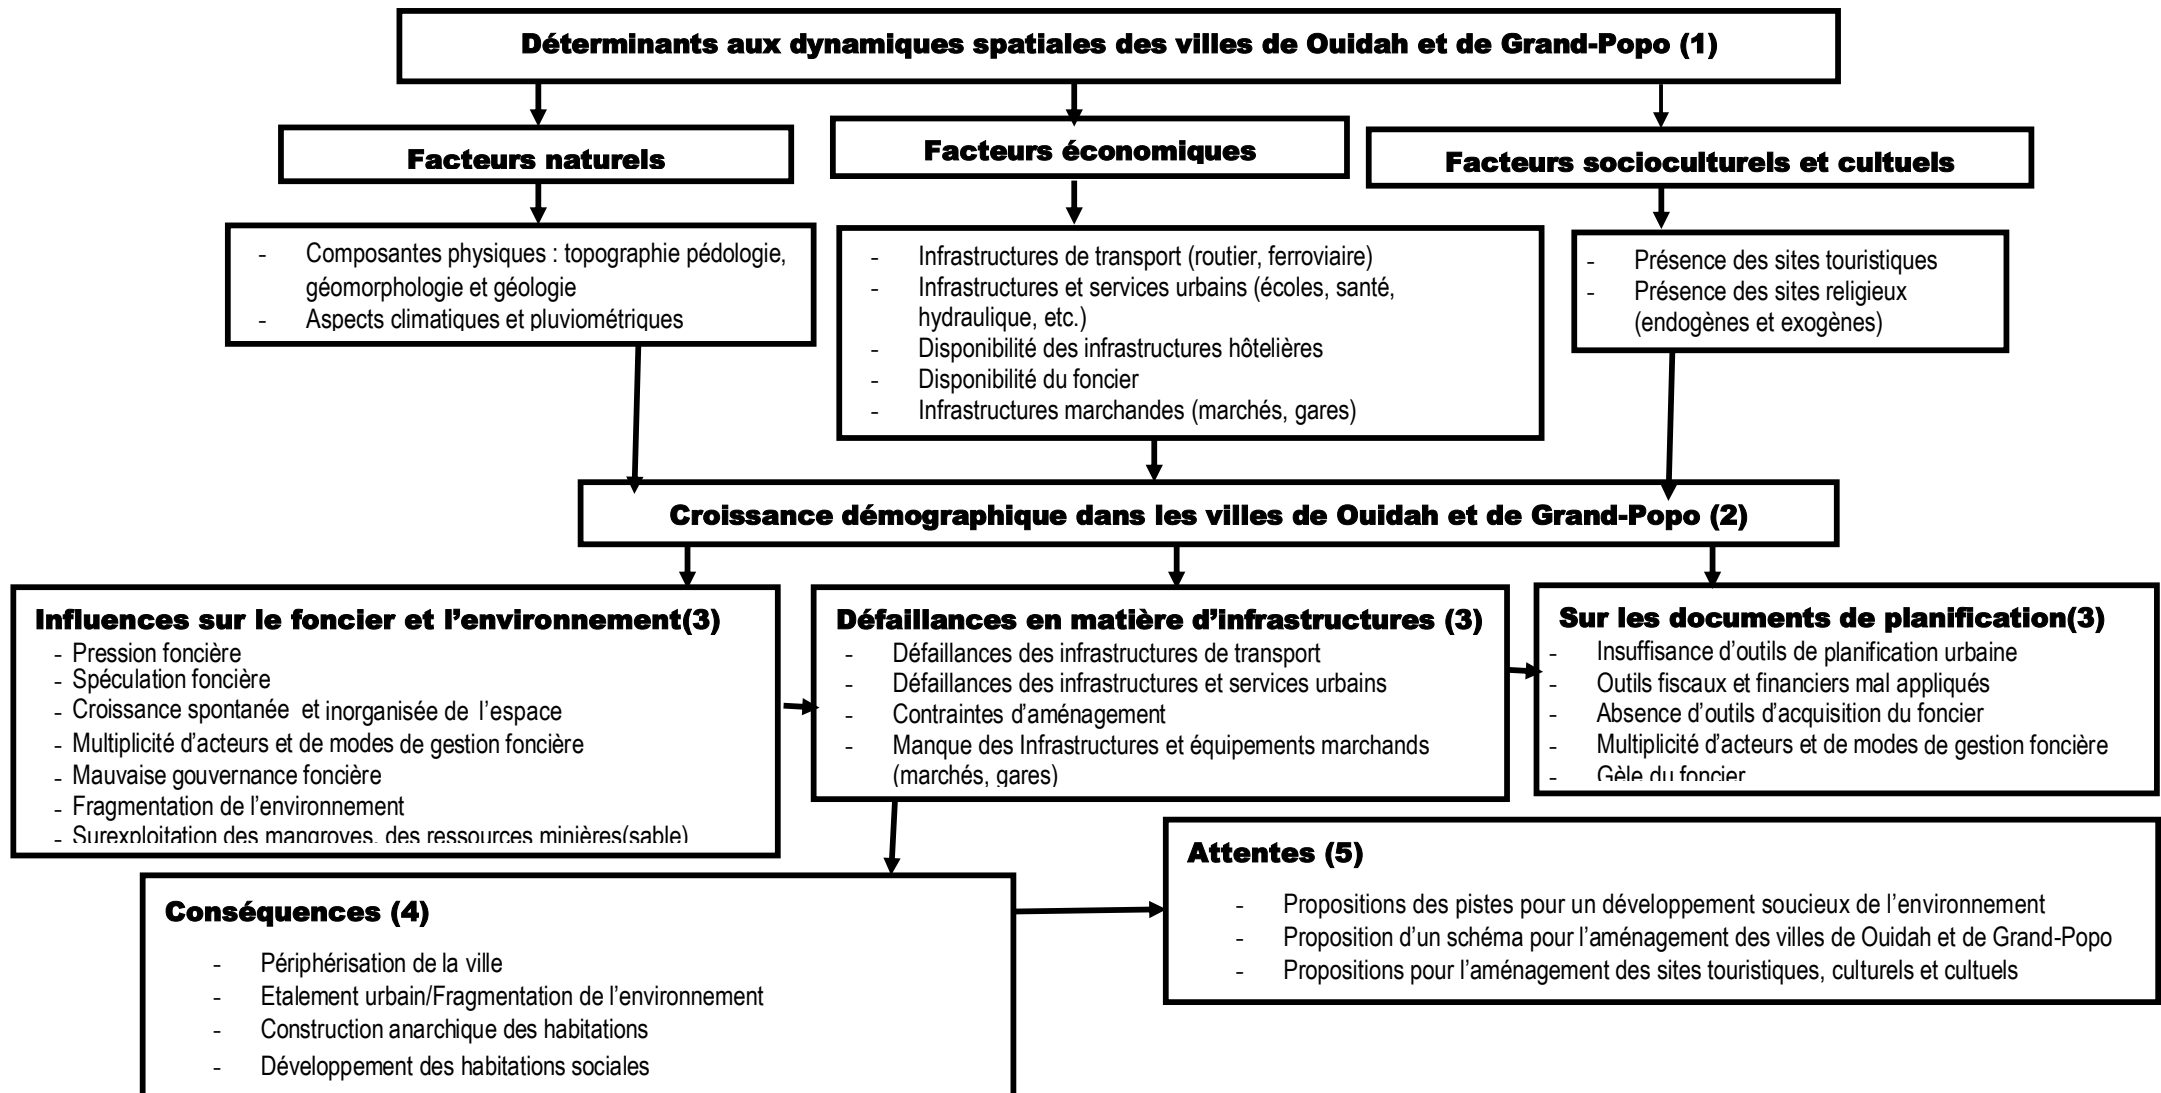 Déterminants aux dynamiques spatiales des villes de Ouidah et de Grand-Popo (1)
Facteurs naturels
Facteurs économiques
Facteurs socioculturels et cultuels
- Composantes physiques : topographie pédologie,
géomorphologie et géologie
- Aspects climatiques et pluviométriques
- Infrastructures de transport (routier, ferroviaire)
- Infrastructures et services urbains (écoles, santé,
hydraulique, etc.)
- Disponibilité des infrastructures hôtelières
- Disponibilité du foncier
- Infrastructures marchandes (marchés, gares)
- Présence des sites touristiques
- Présence des sites religieux
(endogènes et exogènes)
Croissance démographique dans les villes de Ouidah et de Grand-Popo (2)
Influences sur le foncier et l’environnement(3)
- Pression foncière
- Spéculation foncière
- Croissance spontanée et inorganisée de l’espace
- Multiplicité d’acteurs et de modes de gestion foncière
- Mauvaise gouvernance foncière
- Fragmentation de l’environnement
- Surexploitation des mangroves, des ressources minières(sable)
Défaillances en matière d’infrastructures (3)
- Défaillances des infrastructures de transport
- Défaillances des infrastructures et services urbains
- Contraintes d’aménagement
- Manque des Infrastructures et équipements marchands
(marchés, gares)
Sur les documents de planification(3)
- Insuffisance d’outils de planification urbaine
- Outils fiscaux et financiers mal appliqués
- Absence d’outils d’acquisition du foncier
- Multiplicité d’acteurs et de modes de gestion foncière
- Gèle du foncier
Conséquences (4)
- Périphérisation de la ville
- Etalement urbain/Fragmentation de l’environnement
- Construction anarchique des habitations
- Développement des habitations sociales
Attentes (5)
- Propositions des pistes pour un développement soucieux de l’environnement
- Proposition d’un schéma pour l’aménagement des villes de Ouidah et de Grand-Popo
- Propositions pour l’aménagement des sites touristiques, culturels et cultuels